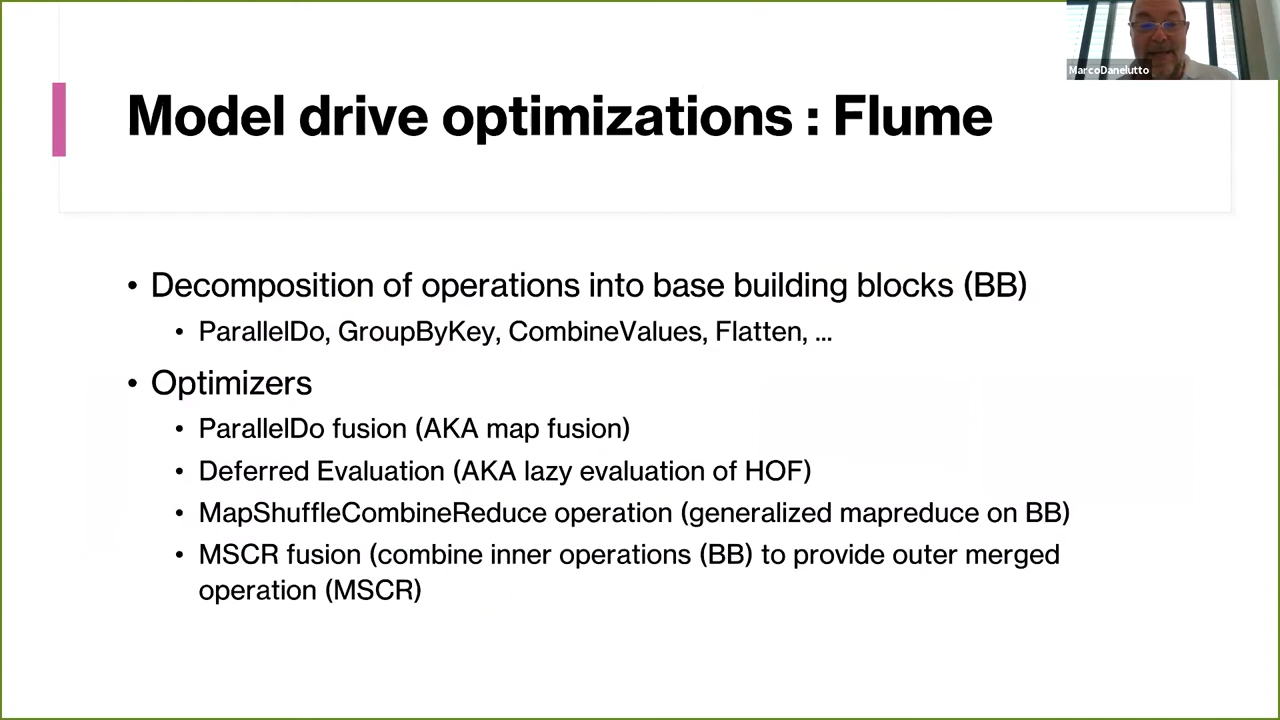 MarcoDanelutto
Model drive optimizations : Flume
• Decomposition of operations into base building blocks (BB)
• ParallelDo, GroupByKey, CombineValues, Flatten, ...
• Optimizers
• ParallelDo fusion (AKA map fusion)
• Deferred Evaluation (AKA lazy evaluation of HOF)
• MapShuffleCombineReduce operation (generalized mapreduce on BB)
• MSCR fusion (combine inner operations (BB) to provide outer merged
operation (MSCR)